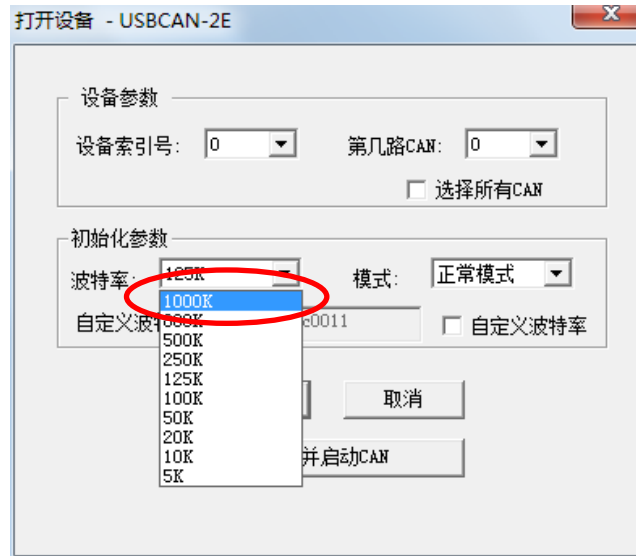 打开设备 - USBCAN-2E
设备参数
设备索引号: 0 第几路CAN: 0
选择所有CAN
初始化参数
波特率: 125K 模式: 正常模式
1000K
自定义波 0011 自定义波特率
500K
250K
125K
100K
50K
取消
20K
10K
并启动CAN
5K